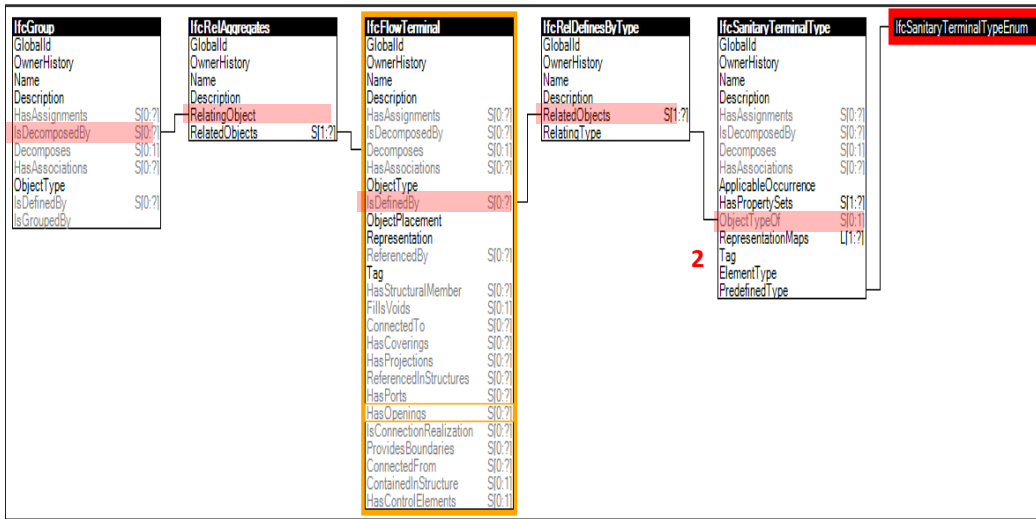 IfcGroup
GlobalId
OwnerHistory
Name
Description
HasAssignments S[0:?]
IsDecomposedBy S[0:?]
Decomposes S[0:1]
HasAssociations S[0:?]
ObjectType
IsDefinedBy S[0:?]
IsGroupedBy
IfcRelAggregates
GlobalId
OwnerHistory
Name
Description
RelatingObject
RelatedObjects S[1:?]
IfcFlowTerminal
GlobalId
OwnerHistory
Name
Description
HasAssignments S[0:?]
IsDecomposedBy S[0:?]
Decomposes S[0:1]
HasAssociations S[0:?]
ObjectType
IsDefinedBy S[0:?]
ObjectPlacement
Representation
ReferencedBy S[0:?]
Tag
HasStructuralMember S[0:?]
FillsVoids S[0:1]
ConnectedTo S[0:?]
HasCoverings S[0:?]
HasProjections S[0:?]
ReferencedInStructures S[0:?]
HasPorts S[0:?]
HasOpenings S[0:?]
IsConnectionRealization S[0:?]
ProvidesBoundaries S[0:?]
ConnectedFrom S[0:?]
ContainedInStructure S[0:1]
HasControlElements S[0:1]
IfcRelDefinesByType
GlobalId
OwnerHistory
Name
Description
RelatedObjects S[1:?]
RelatingType
IfcSanitaryTerminalType
GlobalId
OwnerHistory
Name
Description
HasAssignments S[0:?]
IsDecomposedBy S[0:?]
Decomposes S[0:1]
HasAssociations S[0:?]
ApplicableOccurrence
HasPropertySets S[1:?]
ObjectTypeOf S[0:1]
RepresentationMaps L[1:?]
Tag
ElementType
PredefinedType
2
IfcSanitaryTerminalTypeEnum